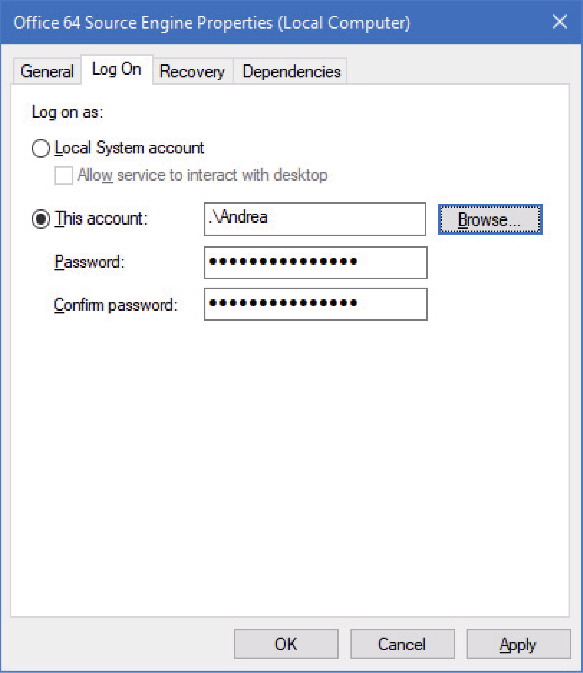 Office 64 Source Engine Properties (Local Computer)
General Log On Recovery Dependencies
Log on as:
Local System account
Allow service to interact with desktop
This account: .\Andrea Browse...
Password: •••••••••••••••
Confirm password: •••••••••••••••
OK Cancel Apply